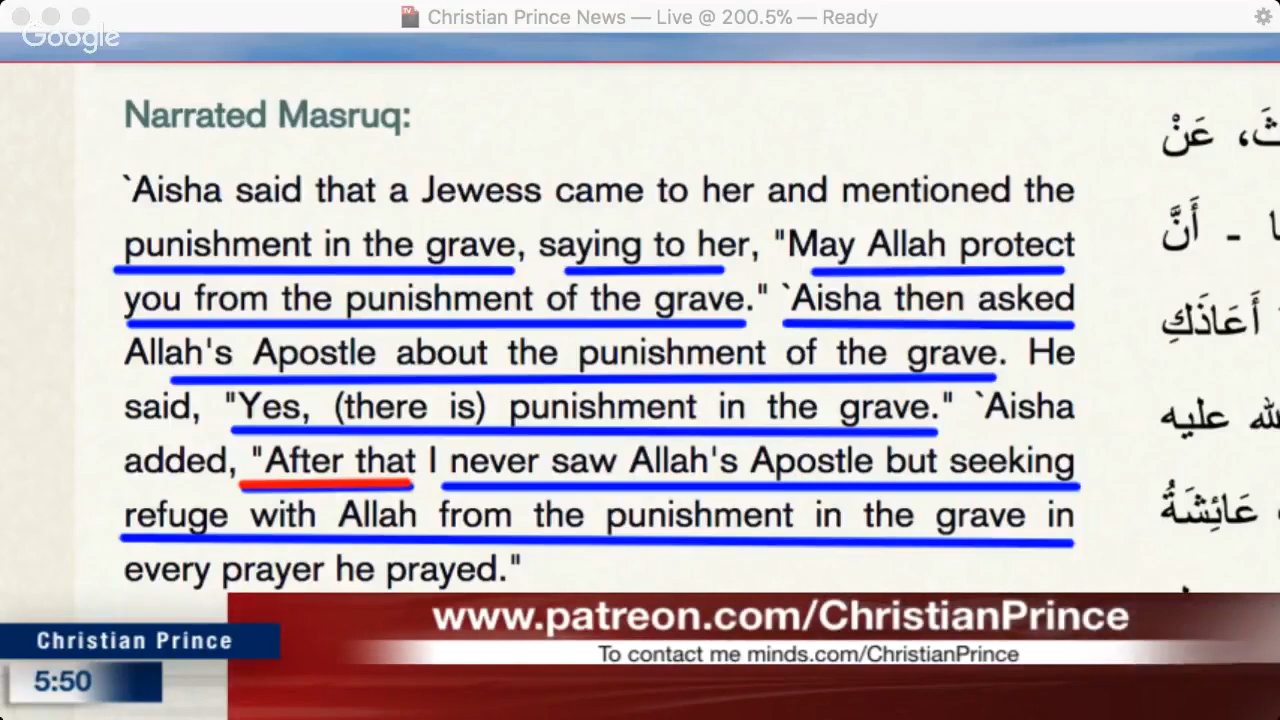 Christian Prince News — Live @ 200.5% — Ready
Google
Narrated Masruq:
`Aisha said that a Jewess came to her and mentioned the
punishment in the grave, saying to her, "May Allah protect
you from the punishment of the grave." `Aisha then asked
Allah's Apostle about the punishment of the grave. He
said, "Yes, (there is) punishment in the grave." `Aisha
added, "After that I never saw Allah's Apostle but seeking
refuge with Allah from the punishment in the grave in
every prayer he prayed."
عَنْ
ـ أَنَّ
أَعَاذَكِ
الله عليه
عَائِشَةُ
www.patreon.com/ChristianPrince
To contact me minds.com/ChristianPrince
Christian Prince
5:50